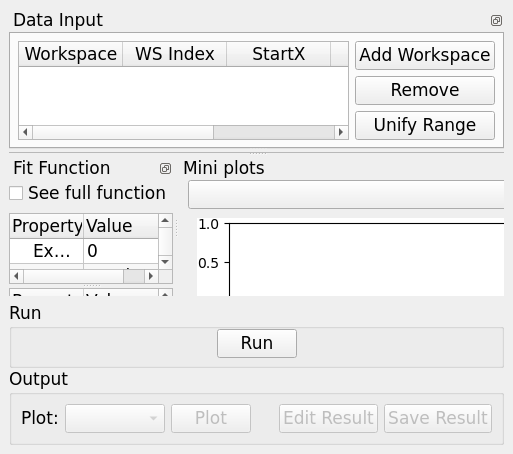 Data Input
Workspace WS Index StartX
Add Workspace
Remove
Unify Range
Fit Function
Mini plots
See full function
Property Value
Ex... 0
1.0
0.5
Run
Run
Output
Plot: Plot Edit Result Save Result